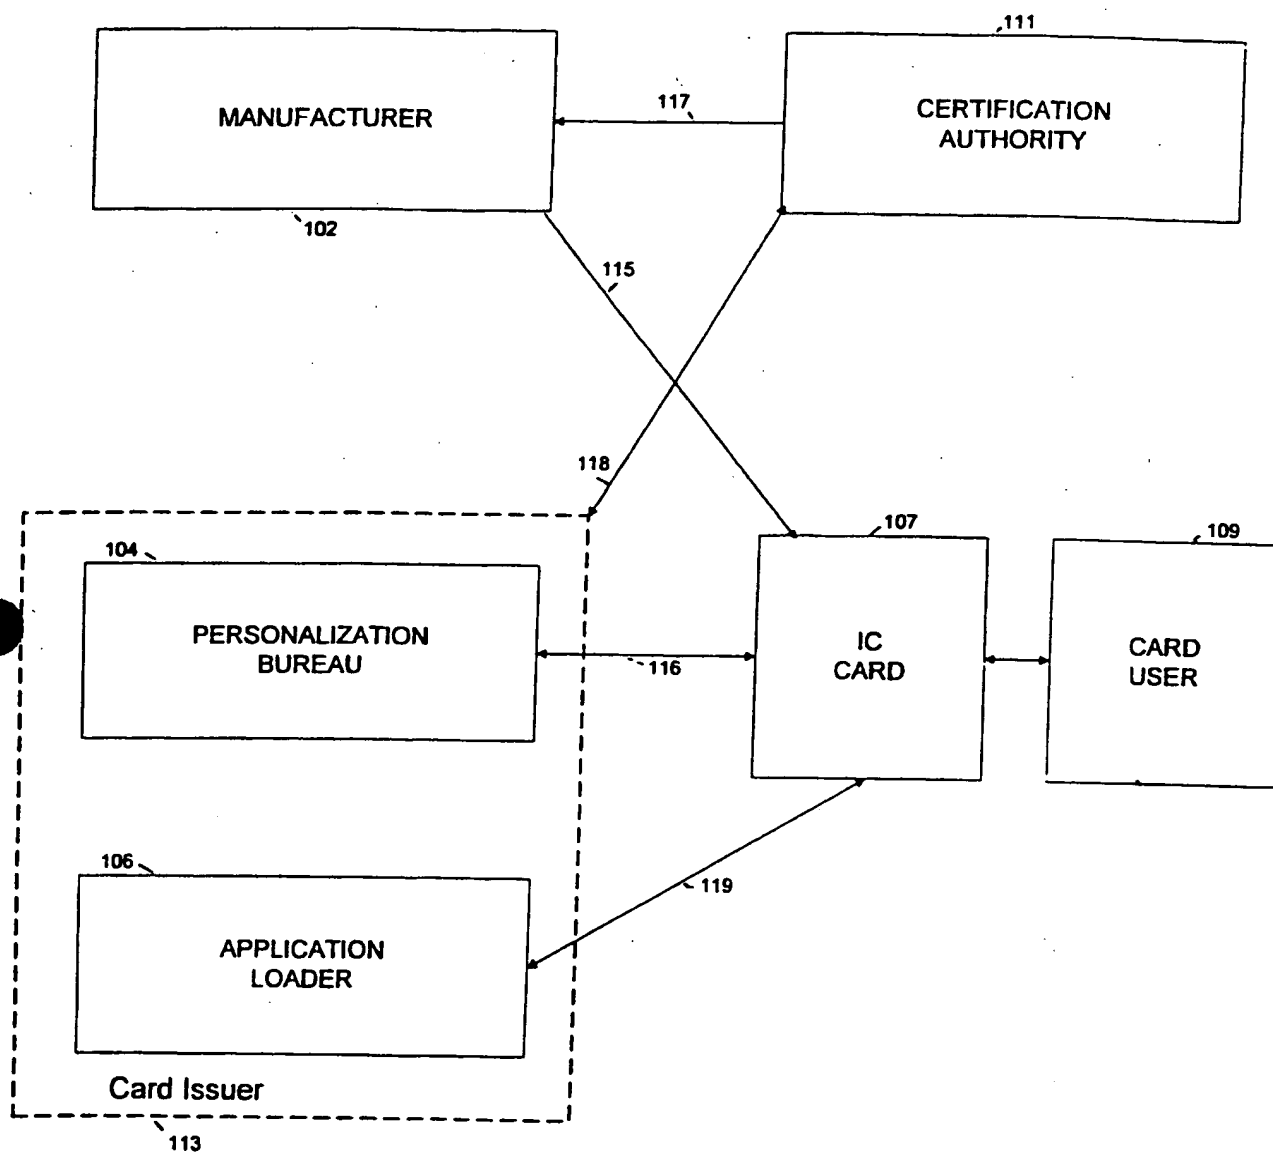 111
MANUFACTURER
117
CERTIFICATION
AUTHORITY
102
115
118
107
109
104
PERSONALIZATION
BUREAU
116
IC
CARD
CARD
USER
106
119
APPLICATION
LOADER
Card Issuer
113